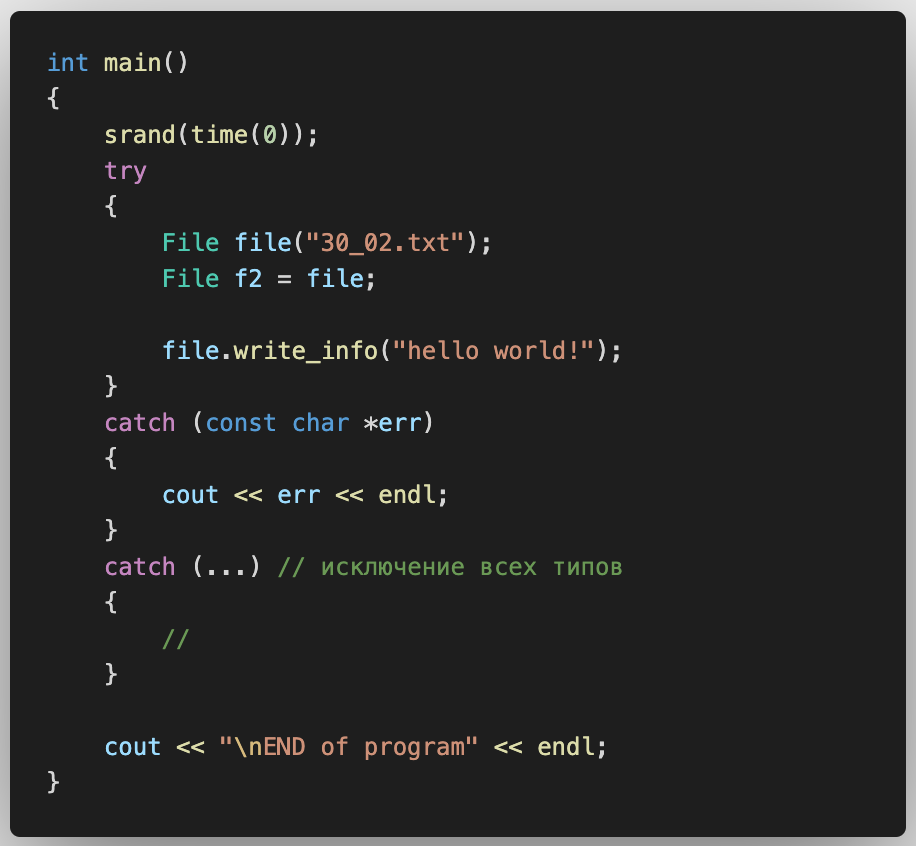 int main()
{
    srand(time(0));
    try
    {
        File file("30_02.txt");
        File f2 = file;

        file.write_info("hello world!");
    }
    catch (const char *err)
    {
        cout << err << endl;
    }
    catch (...) // исключение всех типов
    {
        //
    }

    cout << "\nEND of program" << endl;
}